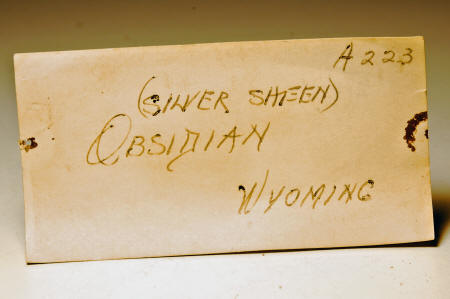 A223
(SILVER SHEEN)
OBSIDIAN
WYOMING